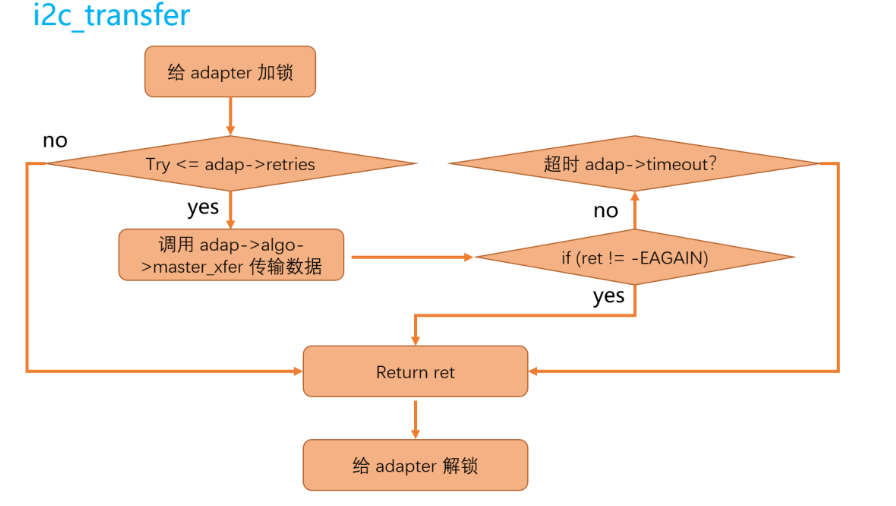 i2c_transfer
给 adapter 加锁
no
Try <= adap->retries
超时 adap->timeout?
yes
no
调用 adap->algo-
>master_xfer 传输数据
if (ret != -EAGAIN)
yes
Return ret
给 adapter 解锁